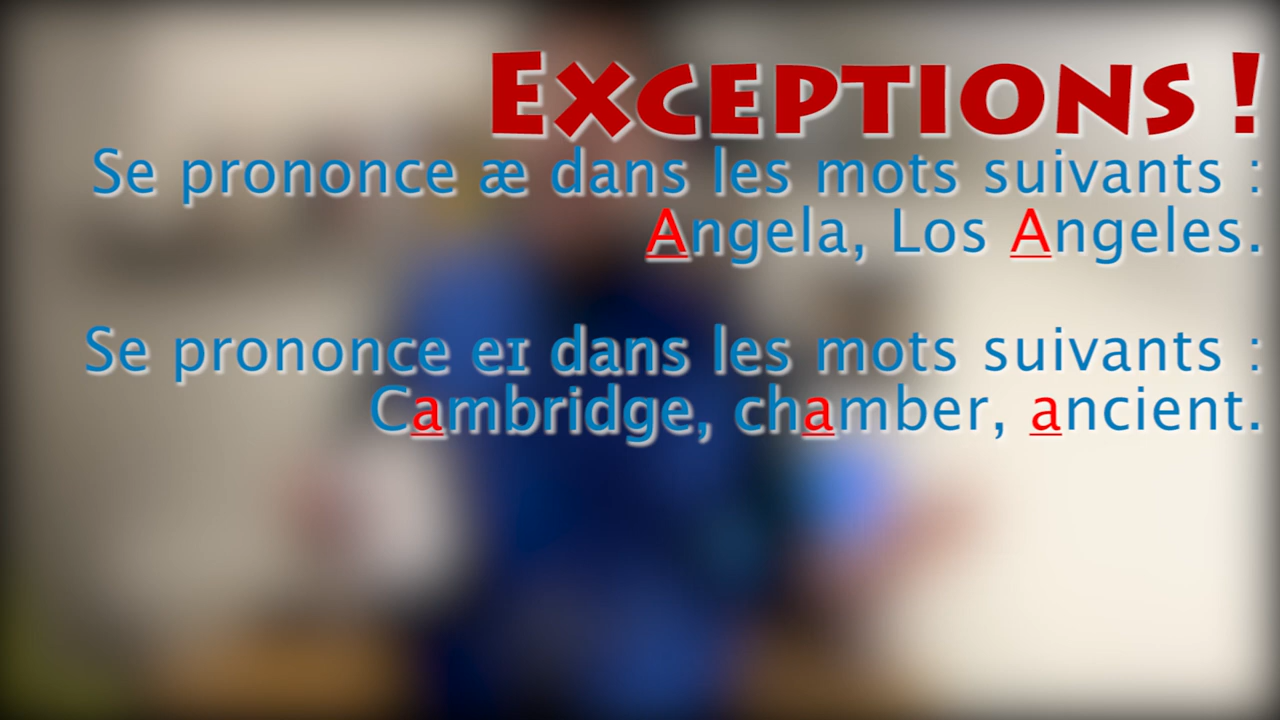 Exceptions !
Se prononce æ dans les mots suivants :
Angela, Los Angeles.
Se prononce eɪ dans les mots suivants :
Cambridge, chamber, ancient.